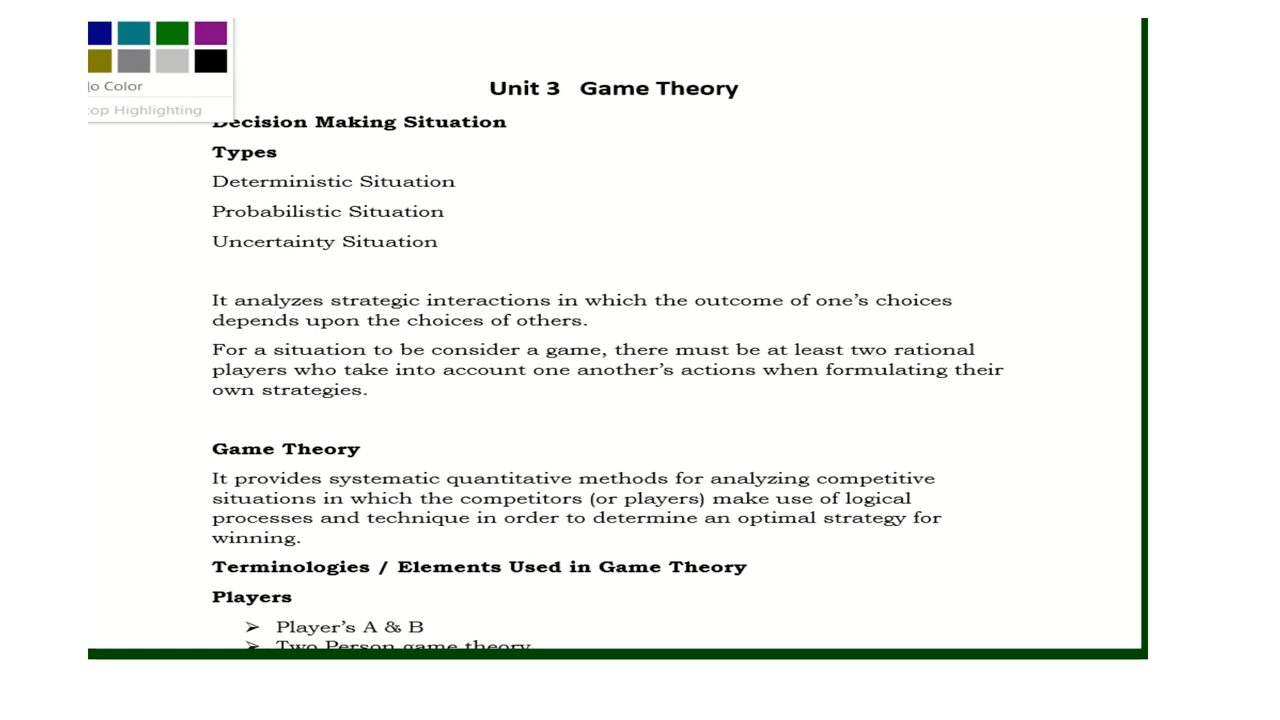 Unit 3 Game Theory
lo Color
top Highlighting
Decision Making Situation
Types
Deterministic Situation
Probabilistic Situation
Uncertainty Situation
It analyzes strategic interactions in which the outcome of one’s choices
depends upon the choices of others.
For a situation to be consider a game, there must be at least two rational
players who take into account one another’s actions when formulating their
own strategies.
Game Theory
It provides systematic quantitative methods for analyzing competitive
situations in which the competitors (or players) make use of logical
processes and technique in order to determine an optimal strategy for
winning.
Terminologies / Elements Used in Game Theory
Players
➢ Player’s A & B
➢ Two Person game theory